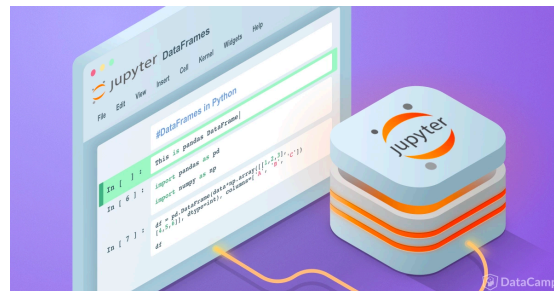 jupyter DataFrames
File Edit View Insert Cell Kernel Widgets Help
#DataFrames in Python
In [ ] : This is pandas DataFrame|
In [ 6 ] : import pandas as pd
import numpy as np
In [ 7 ] : df = pd.DataFrame(data=np.array([[1,2,3],
[4,5,6]], dtype=int), columns=['A', 'B', 'C'])
df
jupyter
DataCamp